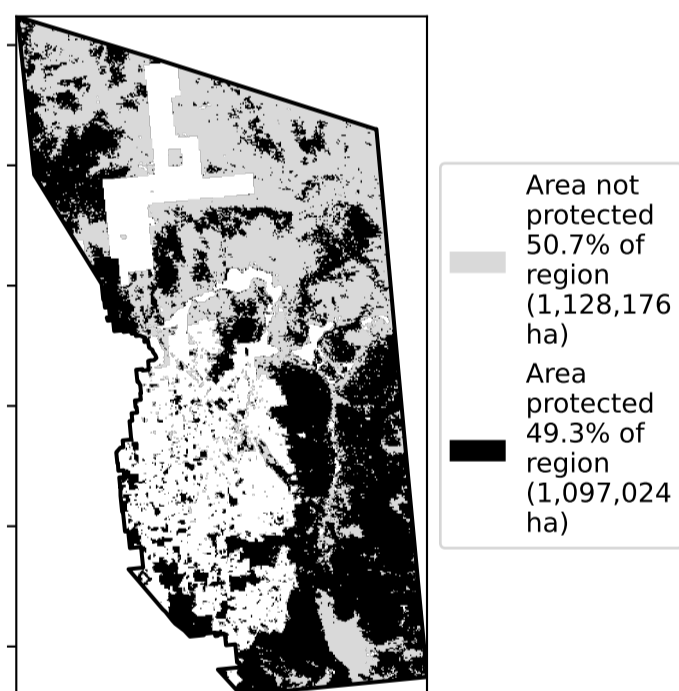 Area not
protected
50.7% of
region
(1,128,176
ha)
Area
protected
49.3% of
region
(1,097,024
ha)